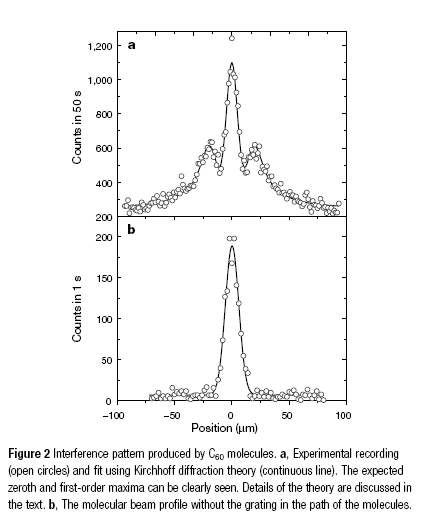 a
1,200
1,000
800
600
400
200
Counts in 50 s
b
200
150
100
50
0
Counts in 1 s
−100 −50 0 50 100
Position (µm)
Figure 2 Interference pattern produced by C₆₀ molecules. a, Experimental recording
(open circles) and fit using Kirchhoff diffraction theory (continuous line). The expected
zeroth and first-order maxima can be clearly seen. Details of the theory are discussed in
the text. b, The molecular beam profile without the grating in the path of the molecules.